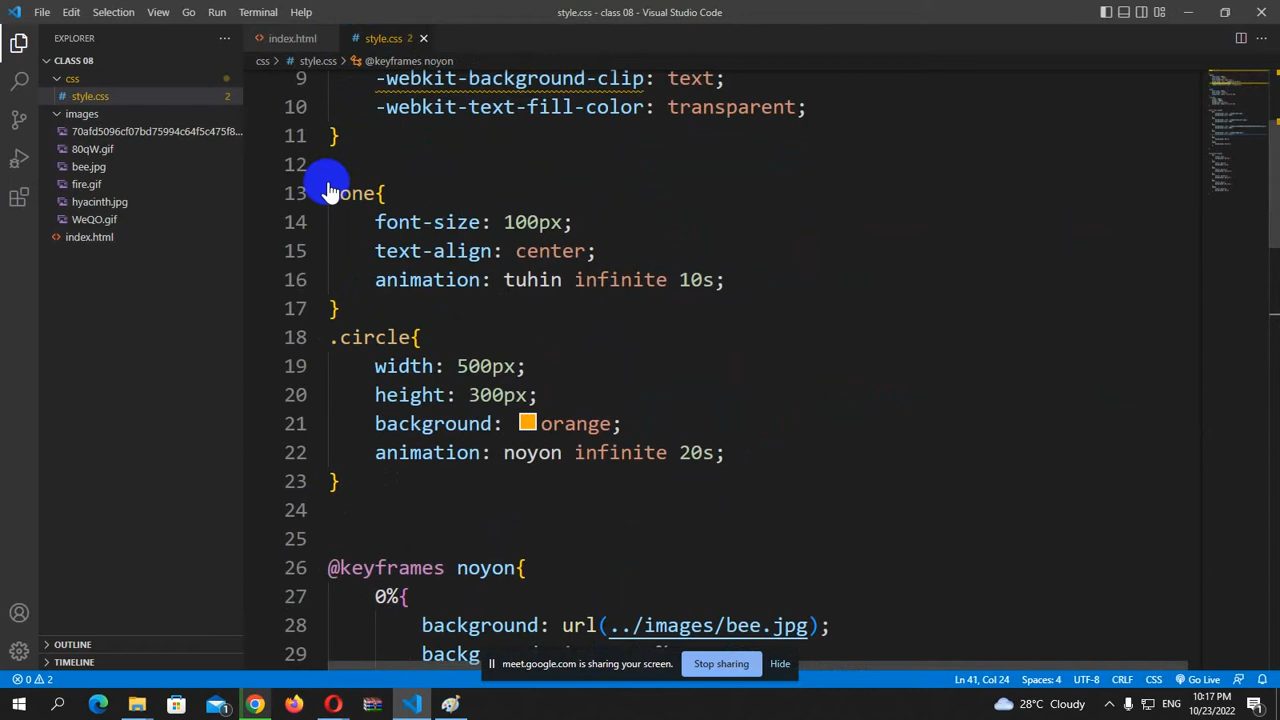 File Edit Selection View Go Run Terminal Help
style.css - class 08 - Visual Studio Code
EXPLORER
index.html
style.css 2
CLASS 08
css
style.css 2
images
70afd5096cf07bd75994c64f5c475f8...
80qW.gif
bee.jpg
fire.gif
hyacinth.jpg
WeQO.gif
index.html
OUTLINE
TIMELINE
css > style.css > @keyframes noyon
9 -webkit-background-clip: text;
10 -webkit-text-fill-color: transparent;
11 }
12
13 one{
14 font-size: 100px;
15 text-align: center;
16 animation: tuhin infinite 10s;
17 }
18 .circle{
19 width: 500px;
20 height: 300px;
21 background: orange;
22 animation: noyon infinite 20s;
23 }
24
25
26 @keyframes noyon{
27 0%{
28 background: url(../images/bee.jpg);
29
meet.google.com is sharing your screen. Stop sharing Hide
0 2
Ln 41, Col 24 Spaces: 4 UTF-8 CRLF CSS Go Live
28°C Cloudy
ENG
10:17 PM
10/23/2022